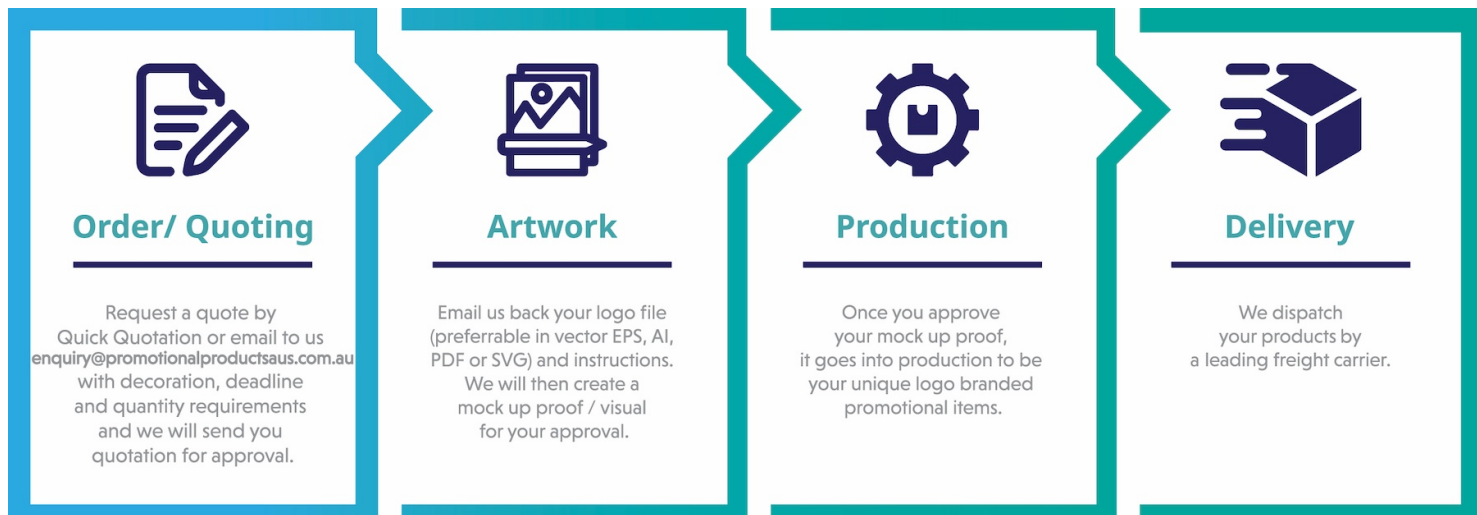 Order/ Quoting
Request a quote by
Quick Quotation or email to us
enquiry@promotionalproductsaus.com.au
with decoration, deadline
and quantity requirements
and we will send you
quotation for approval.
Artwork
Email us back your logo file
(preferrable in vector EPS, AI,
PDF or SVG) and instructions.
We will then create a
mock up proof / visual
for your approval.
Production
Once you approve
your mock up proof,
it goes into production to be
your unique logo branded
promotional items.
Delivery
We dispatch
your products by
a leading freight carrier.